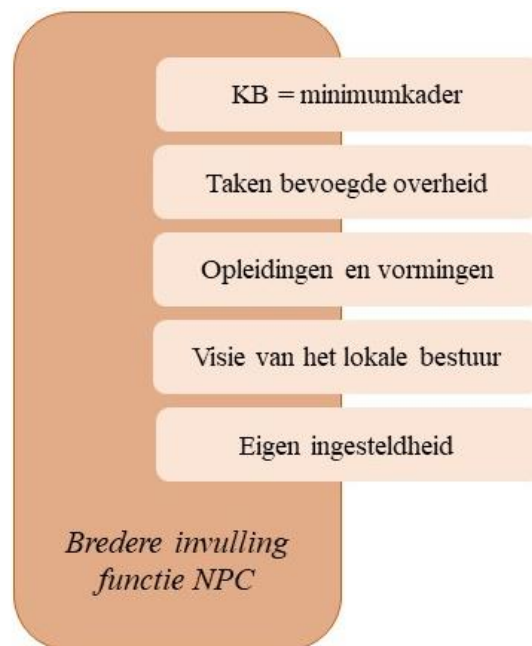 KB = minimumkader
Taken bevoegde overheid
Opleidingen en vormingen
Visie van het lokale bestuur
Eigen ingesteldheid
Bredere invulling
functie NPC